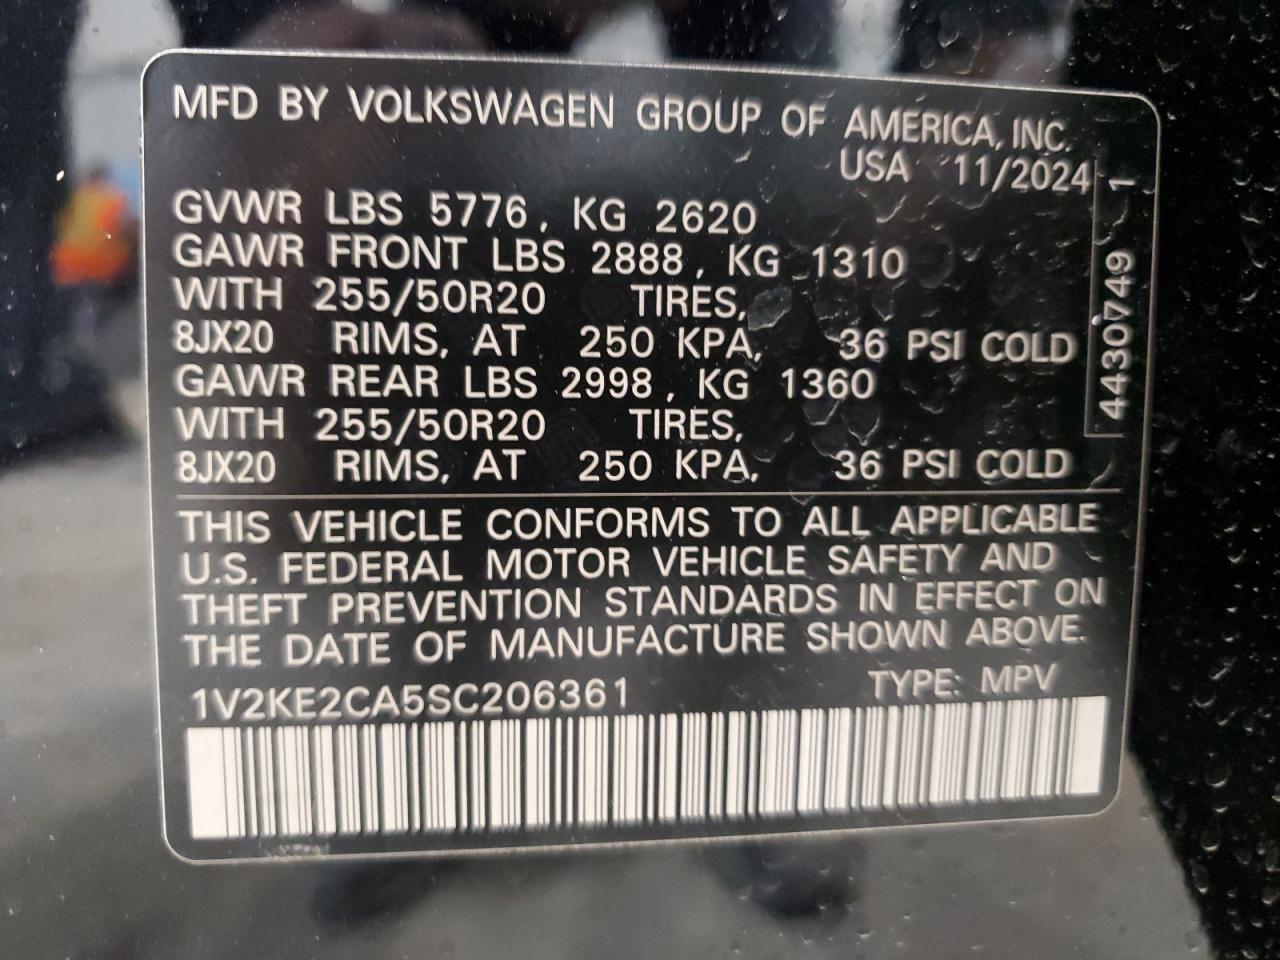 MFD BY VOLKSWAGEN GROUP OF AMERICA, INC.
USA 11/2024
GVWR LBS 5776, KG 2620
GAWR FRONT LBS 2888, KG 1310
WITH 255/50R20 TIRES,
8JX20 RIMS, AT 250 KPA, 36 PSI COLD
GAWR REAR LBS 2998, KG 1360
WITH 255/50R20 TIRES,
8JX20 RIMS, AT 250 KPA, 36 PSI COLD
4430749 1
THIS VEHICLE CONFORMS TO ALL APPLICABLE
U.S. FEDERAL MOTOR VEHICLE SAFETY AND
THEFT PREVENTION STANDARDS IN EFFECT ON
THE DATE OF MANUFACTURE SHOWN ABOVE.
1V2KE2CA5SC206361 TYPE: MPV